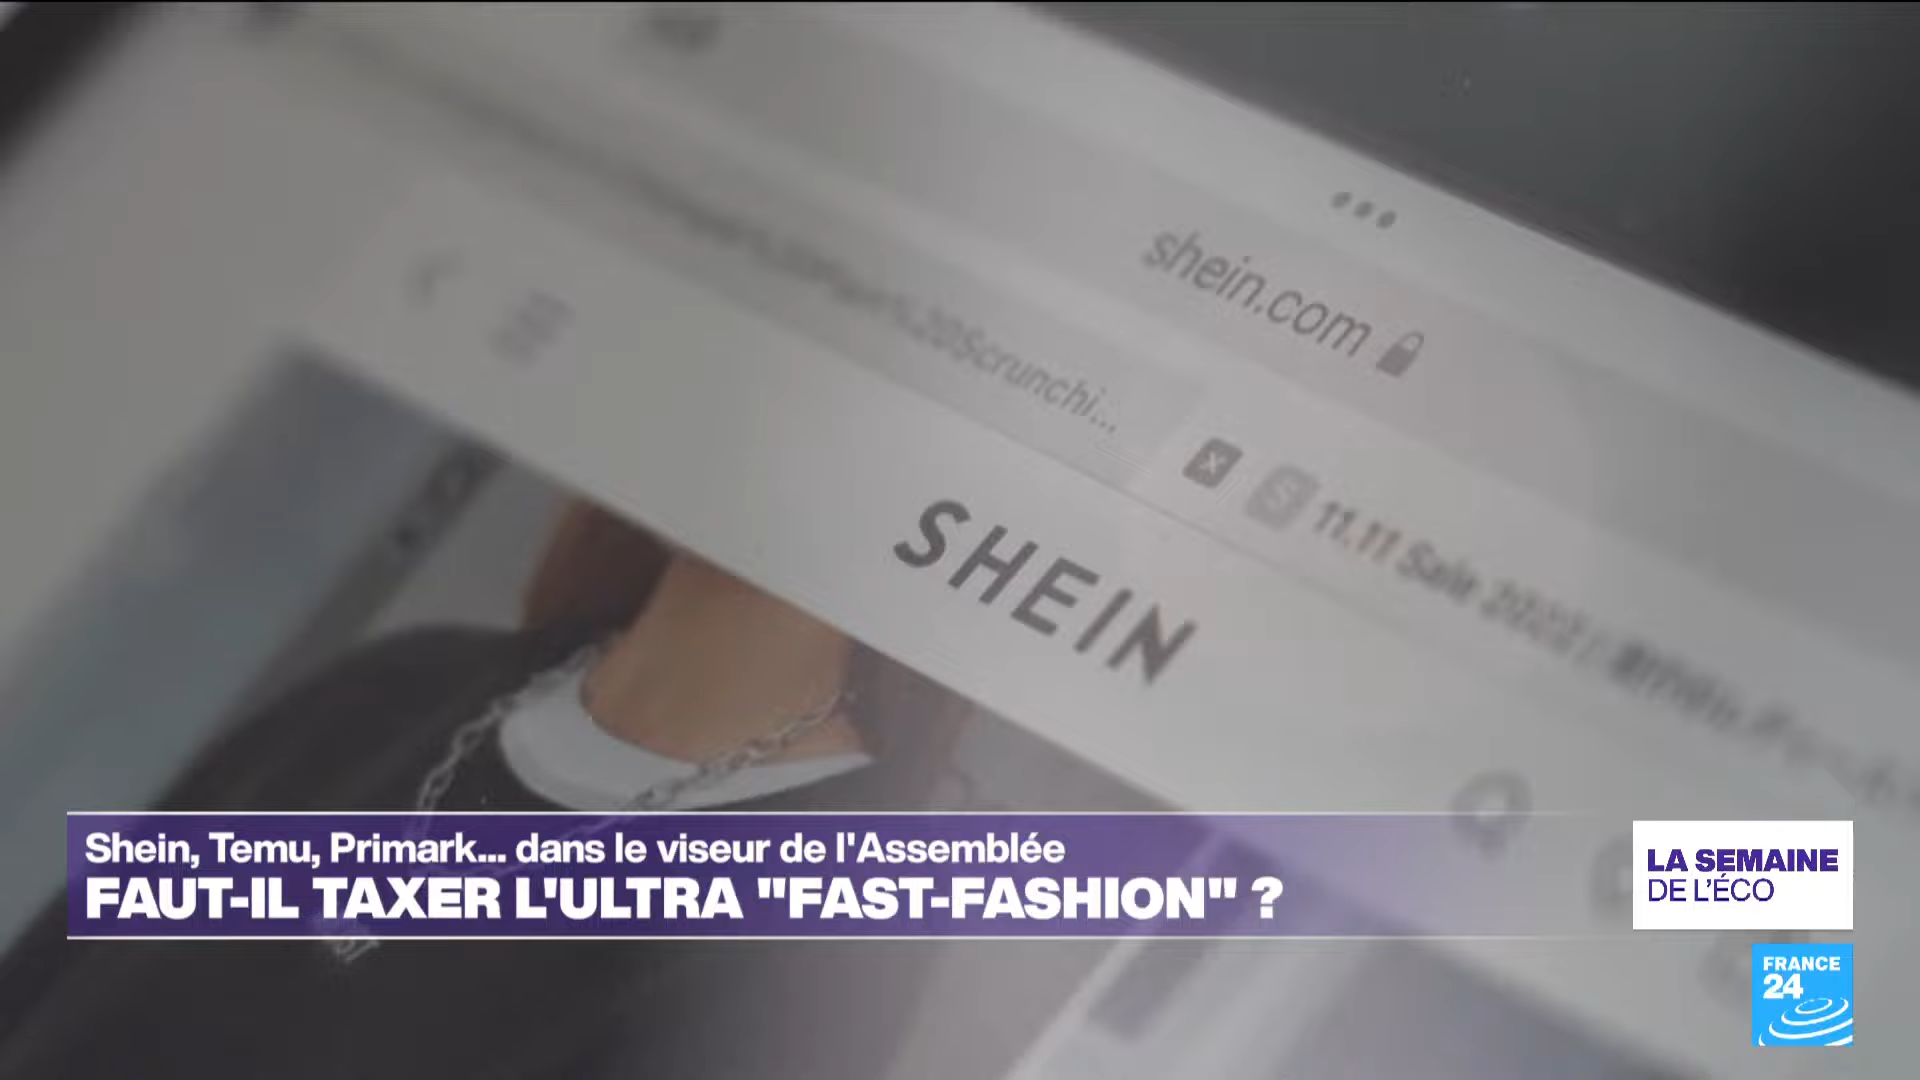 shein.com
%20Scrunchi...
11.11 Sale
SHEIN
Shein, Temu, Primark... dans le viseur de l'Assemblée
FAUT-IL TAXER L'ULTRA "FAST-FASHION" ?
LA SEMAINE
DE L'ÉCO
FRANCE
24